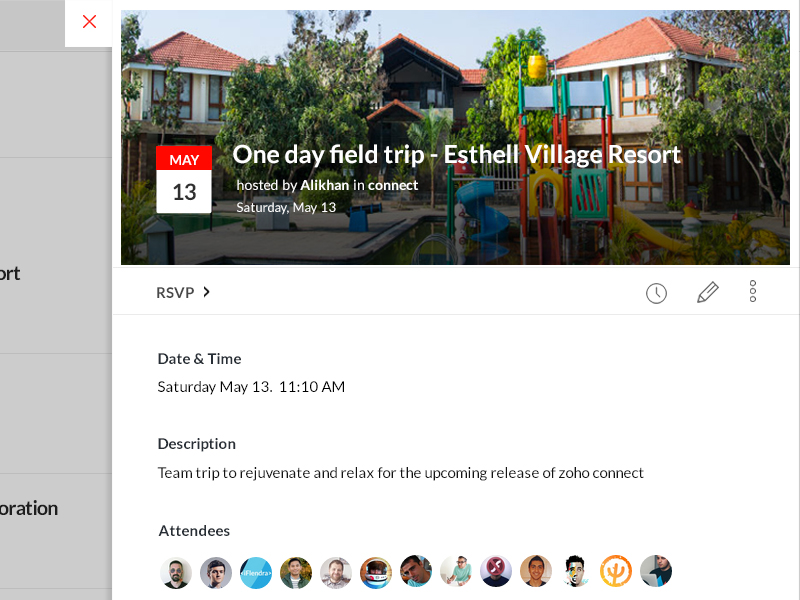 MAY
13
One day field trip - Esthell Village Resort
hosted by Alikhan in connect
Saturday, May 13
ort
RSVP
Date & Time
Saturday May 13. 11:10 AM
Description
Team trip to rejuvenate and relax for the upcoming release of zoho connect
oration
Attendees